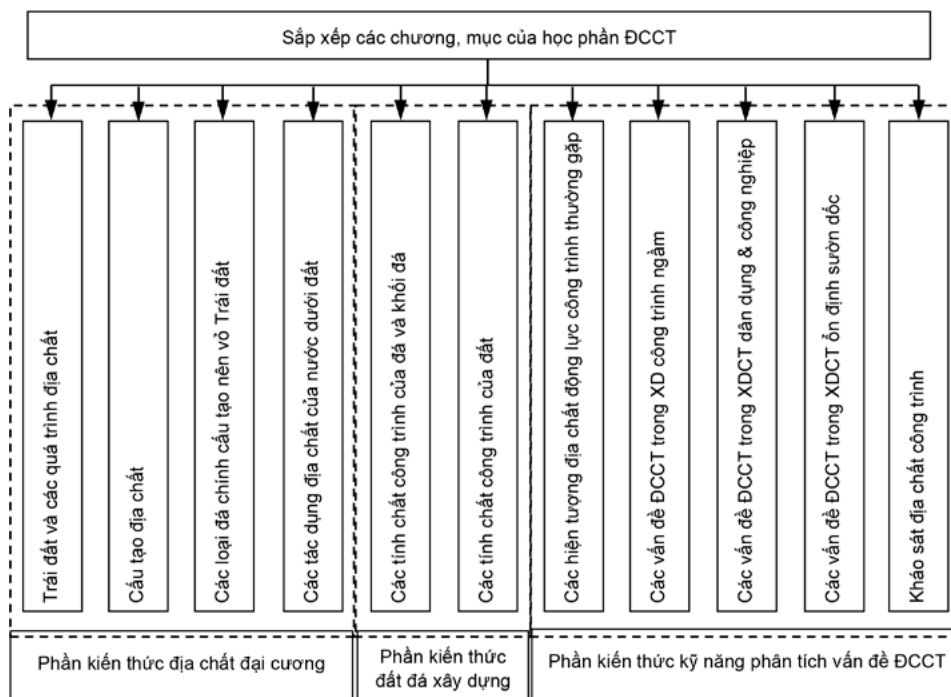 Sắp xếp các chương, mục của học phần ĐCCT
Trái đất và các quá trình địa chất
Cấu tạo địa chất
Các loại đá chính cấu tạo nên vỏ Trái đất
Các tác dụng địa chất của nước dưới đất
Các tính chất công trình của đá và khối đá
Các tính chất công trình của đất
Các hiện tượng địa chất động lực công trình thường gặp
Các vấn đề ĐCCT trong XD công trình ngầm
Các vấn đề ĐCCT trong XDCT dân dụng & công nghiệp
Các vấn đề ĐCCT trong XDCT ổn định sườn dốc
Khảo sát địa chất công trình
Phần kiến thức địa chất đại cương
Phần kiến thức
đất đá xây dựng
Phần kiến thức kỹ năng phân tích vấn đề ĐCCT